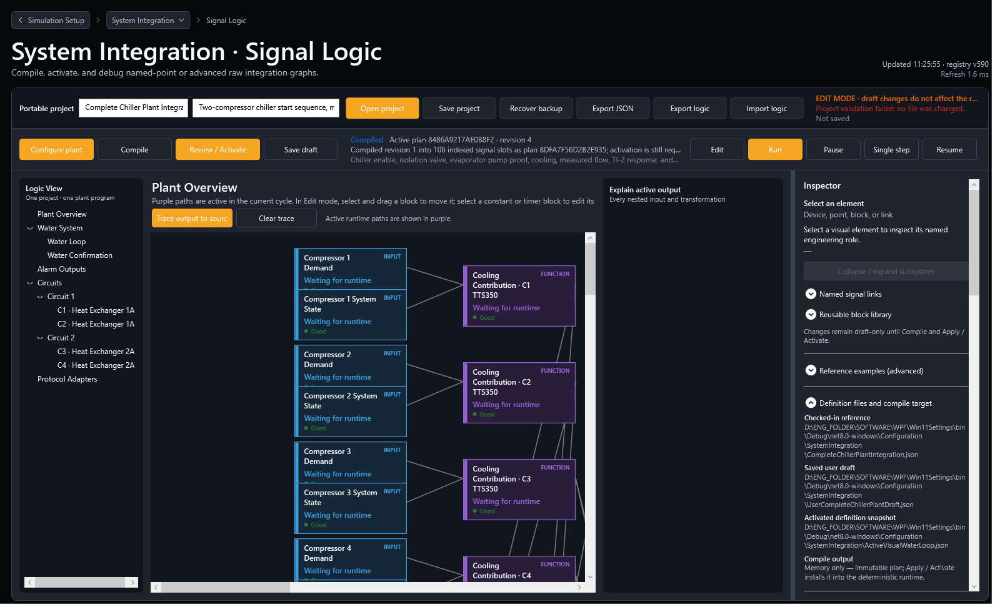 Simulation Setup
System Integration
Signal Logic
System Integration · Signal Logic
Compile, activate, and debug named-point or advanced raw integration graphs.
Updated 11:25:55 · registry v590
Refresh 1.6 ms
Portable project
Complete Chiller Plant Integra
Two-compressor chiller start sequence, m
Open project
Save project
Recover backup
Export JSON
Export logic
Import logic
EDIT MODE · draft changes do not affect the r...
Project validation failed; no file was changed.
Not saved
Configure plant
Compile
Review / Activate
Save draft
Compiled Active plan 8486A9217AE0B8F2 · revision 4
Compiled revision 1 into 106 indexed signal slots as plan 8DFA7F56D2B2E935; activation is still req...
Chiller enable, isolation valve, evaporator pump proof, cooling, measured flow, TI-2 response, and...
Edit
Run
Pause
Single step
Resume
Logic View
One project · one plant program
Plant Overview
Water System
Water Loop
Water Confirmation
Alarm Outputs
Circuits
Circuit 1
C1 · Heat Exchanger 1A
C2 · Heat Exchanger 1A
Circuit 2
C3 · Heat Exchanger 2A
C4 · Heat Exchanger 2A
Protocol Adapters
Plant Overview
Purple paths are active in the current cycle. In Edit mode, select and drag a block to move it; select a constant or timer block to edit its
Trace output to sourc
Clear trace
Active runtime paths are shown in purple.
Compressor 1 INPUT
Demand
Waiting for runtime
Compressor 1 System INPUT
State
Waiting for runtime
Good
Cooling FUNCTION
Contribution · C1
TTS350
Waiting for runtime
Good
Compressor 2 INPUT
Demand
Waiting for runtime
Compressor 2 System INPUT
State
Waiting for runtime
Good
Cooling FUNCTION
Contribution · C2
TTS350
Waiting for runtime
Good
Compressor 3 INPUT
Demand
Waiting for runtime
Compressor 3 System INPUT
State
Waiting for runtime
Good
Cooling FUNCTION
Contribution · C3
TTS350
Waiting for runtime
Good
Compressor 4 INPUT
Demand
Waiting for runtime
Cooling FUNCTION
Contribution · C4
Explain active output
Every nested input and transformation
Inspector
Select an element
Device, point, block, or link
Select a visual element to inspect its named
engineering role.
—
Collapse / expand subsystem
Named signal links
Reusable block library
Changes remain draft-only until Compile and Apply /
Activate.
Reference examples (advanced)
Definition files and compile target
Checked-in reference
D:\ENG_FOLDER\SOFTWARE\WPF\Win11Settings\bin
\Debug\net8.0-windows\Configuration
\SystemIntegration
\CompleteChillerPlantIntegration.json
Saved user draft
D:\ENG_FOLDER\SOFTWARE\WPF\Win11Settings\bin
\Debug\net8.0-windows\Configuration
\SystemIntegration
\UserCompleteChillerPlantDraft.json
Activated definition snapshot
D:\ENG_FOLDER\SOFTWARE\WPF\Win11Settings\bin
\Debug\net8.0-windows\Configuration
\SystemIntegration\ActiveVisualWaterLoop.json
Compile output
Memory only — immutable plan; Apply / Activate
installs it into the deterministic runtime.